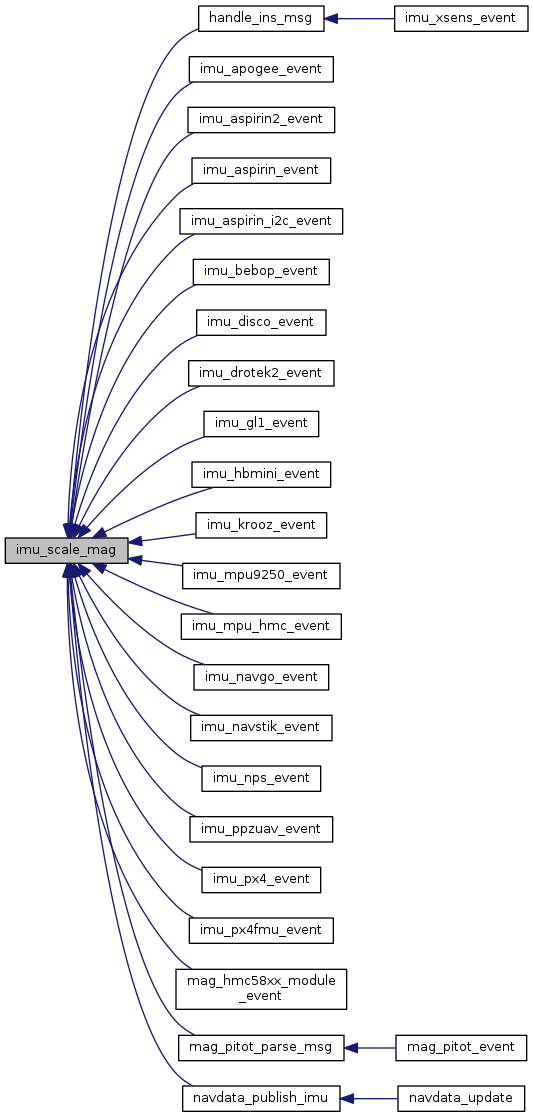 handle_ins_msg
imu_xsens_event
imu_apogee_event
imu_aspirin2_event
imu_aspirin_event
imu_aspirin_i2c_event
imu_bebop_event
imu_disco_event
imu_drotek2_event
imu_gl1_event
imu_hbmini_event
imu_krooz_event
imu_scale_mag
imu_mpu9250_event
imu_mpu_hmc_event
imu_navgo_event
imu_navstik_event
imu_nps_event
imu_ppzuav_event
imu_px4_event
imu_px4fmu_event
mag_hmc58xx_module
_event
mag_pitot_parse_msg
mag_pitot_event
navdata_publish_imu
navdata_update